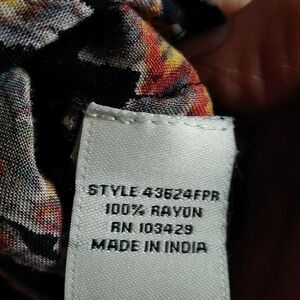 STYLE 43624FPR
100% RAYON
RN 103429
MADE IN INDIA